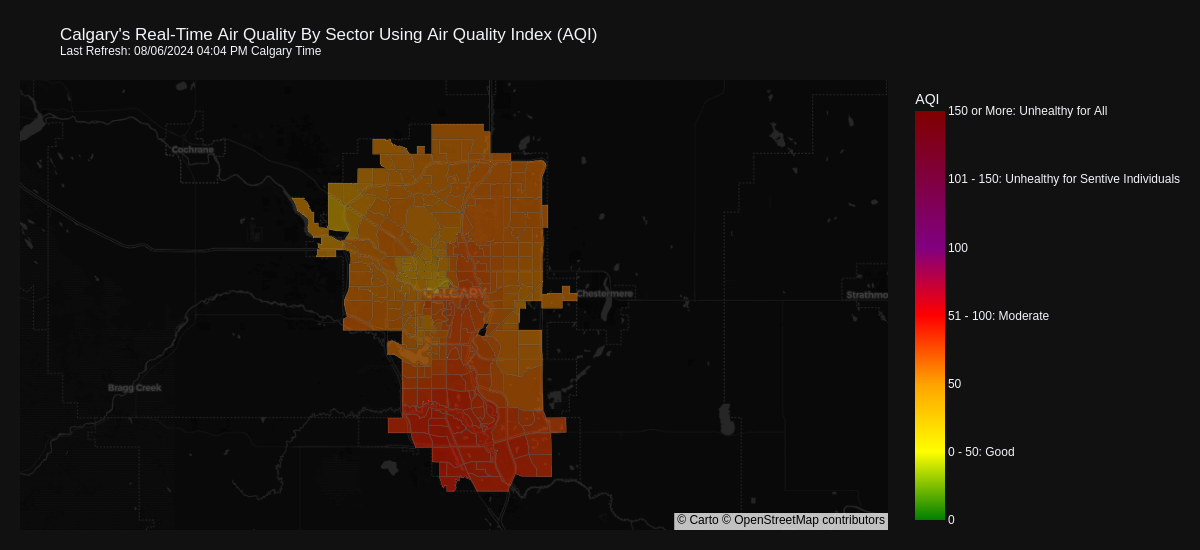 Calgary's Real-Time Air Quality By Sector Using Air Quality Index (AQI)
Last Refresh: 08/06/2024 04:04 PM Calgary Time
AQI
150 or More: Unhealthy for All
Cochrane
101 - 150: Unhealthy for Sentive Individuals
100
CALGARY
Chestermere
Strathmo
51 - 100: Moderate
Bragg Creek
50
0 - 50: Good
© Carto © OpenStreetMap contributors
0